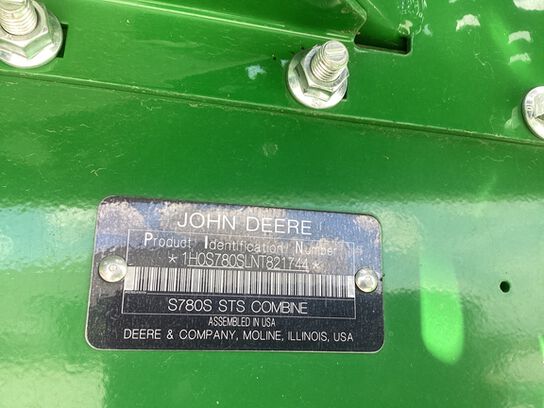 JOHN DEERE
Product Identification Number
*1H0S780SLNT821744*
S780S STS COMBINE
ASSEMBLED IN USA
DEERE & COMPANY, MOLINE, ILLINOIS, USA